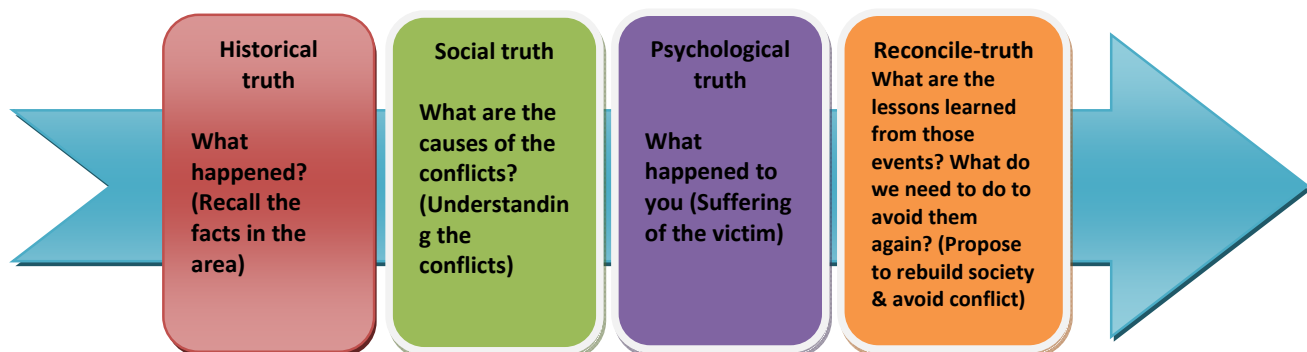 Historical
truth
What
happened?
(Recall the
facts in the
area)
Social truth
What are the
causes of the
conflicts?
(Understandin
g the
conflicts)
Psychological
truth
What
happened to
you (Suffering
of the victim)
Reconcile-truth
What are the
lessons learned
from those
events? What do
we need to do to
avoid them
again? (Propose
to rebuild society
& avoid conflict)